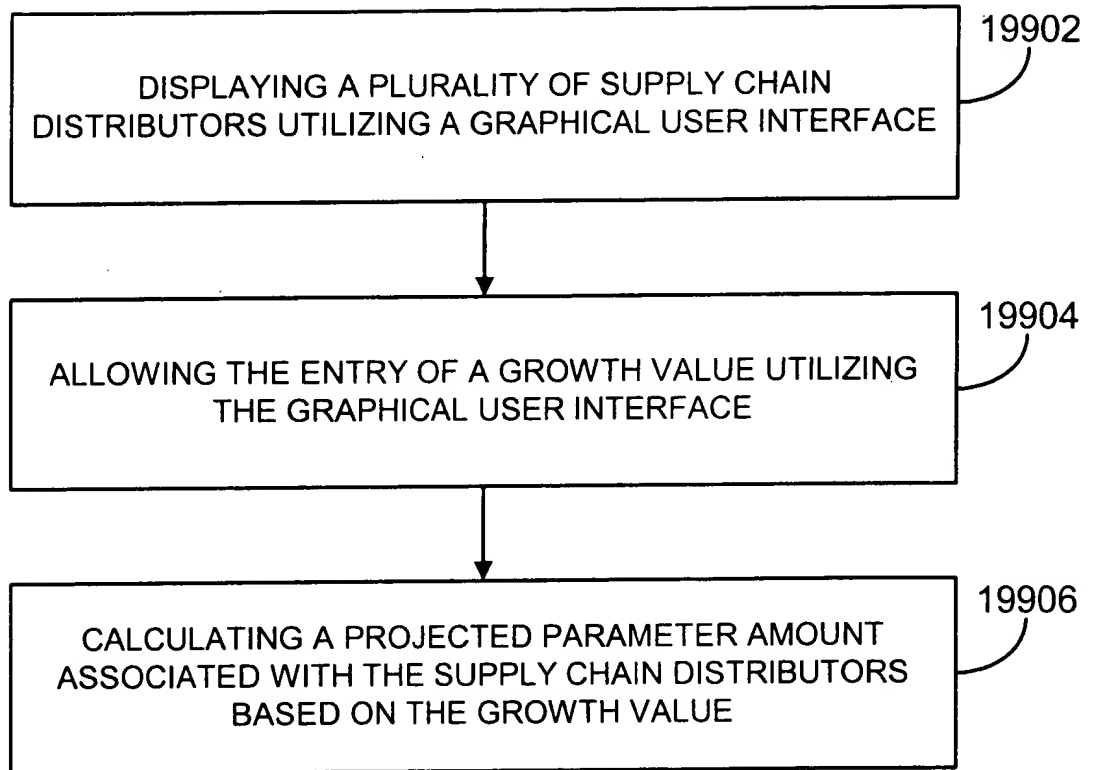 19902
DISPLAYING A PLURALITY OF SUPPLY CHAIN
DISTRIBUTORS UTILIZING A GRAPHICAL USER INTERFACE
19904
ALLOWING THE ENTRY OF A GROWTH VALUE UTILIZING
THE GRAPHICAL USER INTERFACE
19906
CALCULATING A PROJECTED PARAMETER AMOUNT
ASSOCIATED WITH THE SUPPLY CHAIN DISTRIBUTORS
BASED ON THE GROWTH VALUE